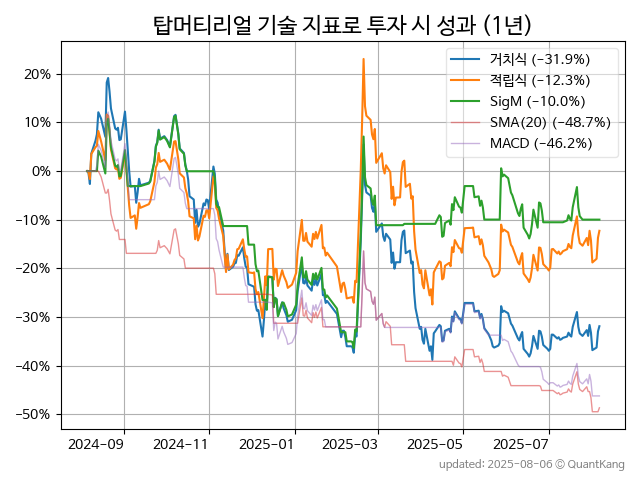 탑머티리얼 기술 지표로 투자 시 성과 (1년)
거치식 (−31.9%)
적립식 (−12.3%)
SigM (−10.0%)
SMA(20) (−48.7%)
MACD (−46.2%)
20%
10%
0%
−10%
−20%
−30%
−40%
−50%
2024−09 2024−11 2025−01 2025−03 2025−05 2025−07
updated: 2025−08−06 © QuantKang